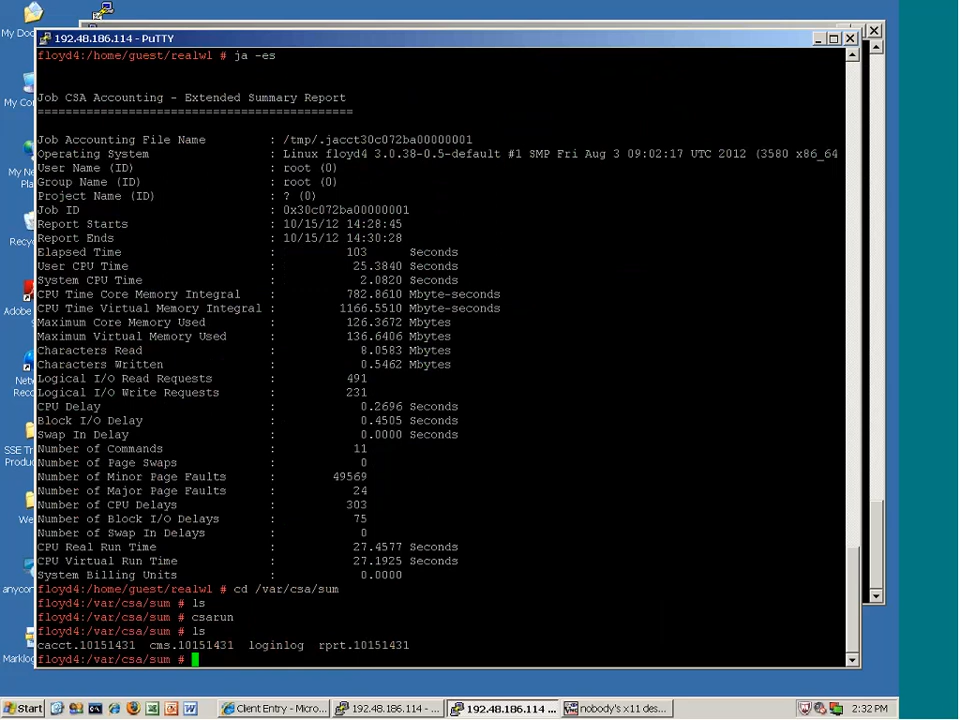 My Doc
192.48.186.114 - PuTTY
floyd4:/home/guest/realw1 # ja -es
Job CSA Accounting - Extended Summary Report
=============================================
Job Accounting File Name : /tmp/.jacct30c072ba00000001
Operating System : Linux floyd4 3.0.38-0.5-default #1 SMP Fri Aug 3 09:02:17 UTC 2012 (3580 x86_64
User Name (ID) : root (0)
Group Name (ID) : root (0)
Project Name (ID) : ? (0)
Job ID : 0x30c072ba00000001
Report Starts : 10/15/12 14:28:45
Report Ends : 10/15/12 14:30:28
Elapsed Time : 103 Seconds
User CPU Time : 25.3840 Seconds
System CPU Time : 2.0820 Seconds
CPU Time Core Memory Integral : 782.8610 Mbyte-seconds
CPU Time Virtual Memory Integral : 1166.5510 Mbyte-seconds
Maximum Core Memory Used : 126.3672 Mbytes
Maximum Virtual Memory Used : 136.6406 Mbytes
Characters Read : 8.0583 Mbytes
Characters Written : 0.5462 Mbytes
Logical I/O Read Requests : 491
Logical I/O Write Requests : 231
CPU Delay : 0.2696 Seconds
Block I/O Delay : 0.4505 Seconds
Swap In Delay : 0.0000 Seconds
Number of Commands : 11
Number of Page Swaps : 0
Number of Minor Page Faults : 49569
Number of Major Page Faults : 24
Number of CPU Delays : 303
Number of Block I/O Delays : 75
Number of Swap In Delays : 0
CPU Real Run Time : 27.4577 Seconds
CPU Virtual Run Time : 27.1925 Seconds
System Billing Units : 0.0000
floyd4:/home/guest/realw1 # cd /var/csa/sum
floyd4:/var/csa/sum # ls
floyd4:/var/csa/sum # csarun
floyd4:/var/csa/sum # ls
cacct.10151431 cms.10151431 loginlog rprt.10151431
floyd4:/var/csa/sum #
My Co
My Ne
Pla
Recy
Adobe
Netw
Reco
SSE Tr
Produ
We
anycon
Marklo
Start
Client Entry - Micro...
192.48.186.114 - ...
192.48.186.114 ...
nobody's x11 des...
2:32 PM